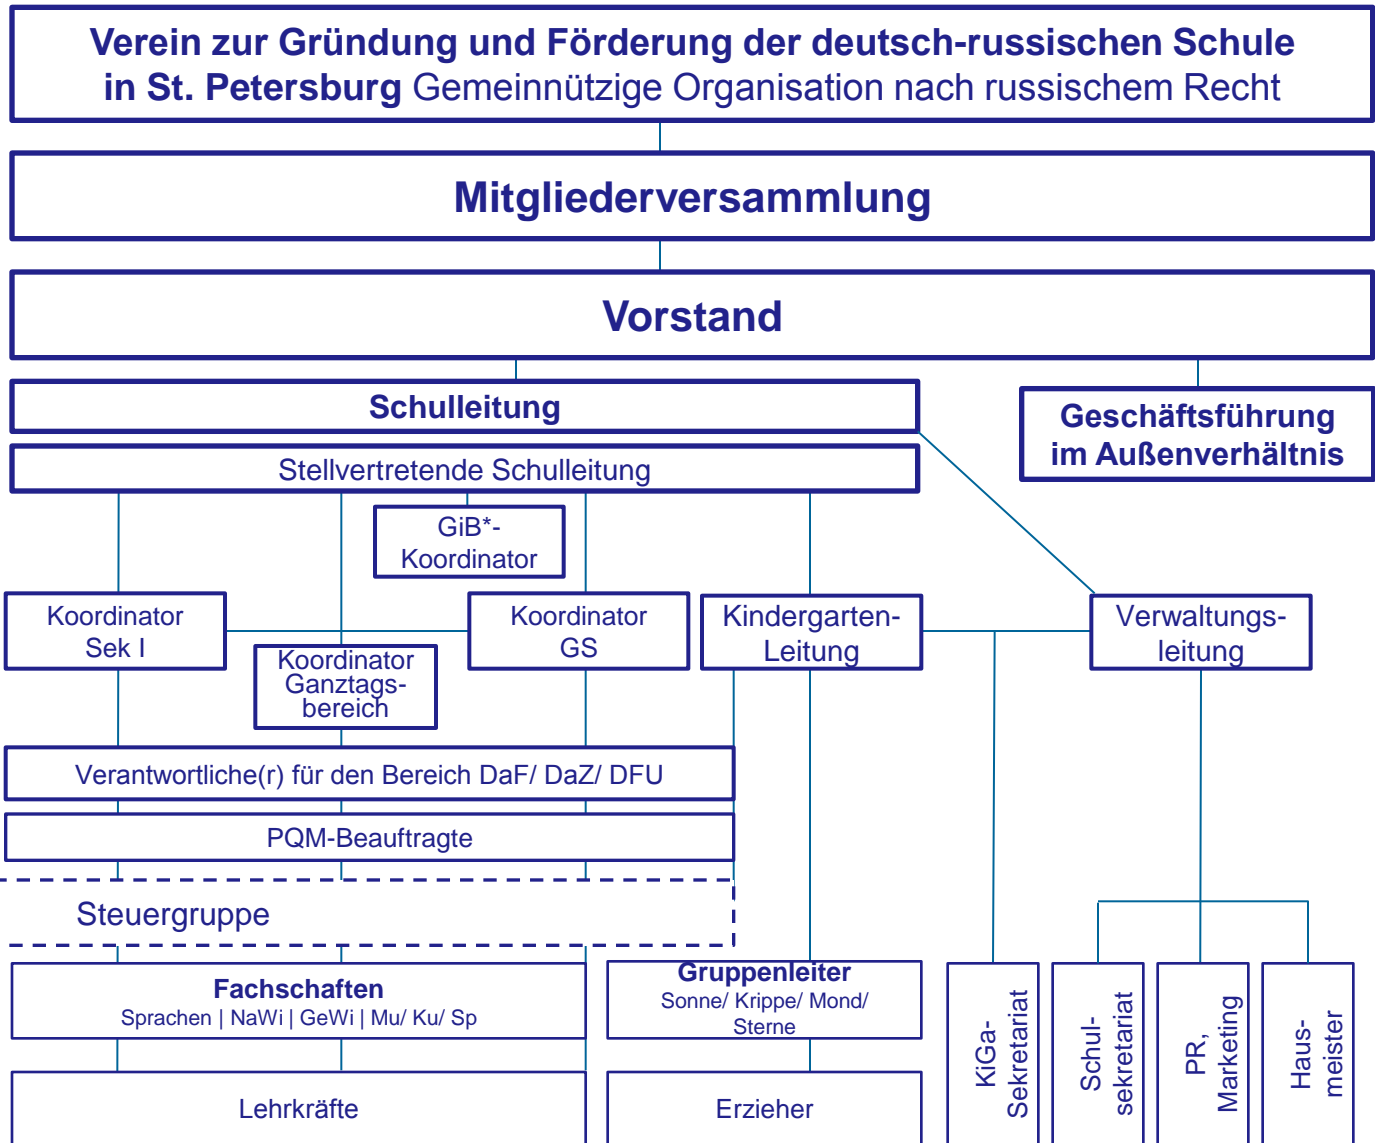 Verein zur Gründung und Förderung der deutsch-russischen Schule
in St. Petersburg Gemeinnützige Organisation nach russischem Recht
Mitgliederversammlung
Vorstand
Schulleitung
Geschäftsführung
im Außenverhältnis
Stellvertretende Schulleitung
GiB*-
Koordinator
Koordinator
Sek I
Koordinator
Ganztags-
bereich
Koordinator
GS
Kindergarten-
Leitung
Verwaltungs-
leitung
Verantwortliche(r) für den Bereich DaF/ DaZ/ DFU
PQM-Beauftragte
Steuergruppe
Fachschaften
Sprachen | NaWi | GeWi | Mu/ Ku/ Sp
Gruppenleiter
Sonne/ Krippe/ Mond/
Sterne
KiGa-
Sekretariat
Schul-
sekretariat
PR,
Marketing
Haus-
meister
Lehrkräfte
Erzieher